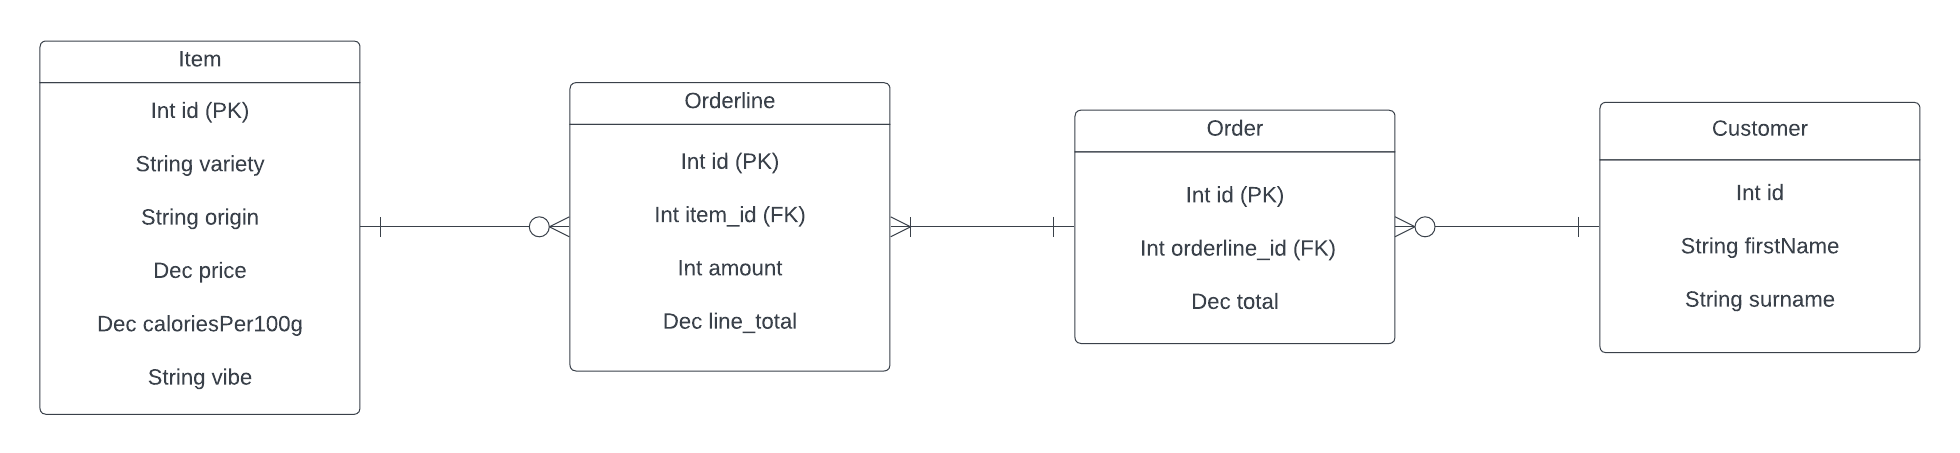 Item
Int id (PK)
String variety
String origin
Dec price
Dec caloriesPer100g
String vibe
Orderline
Int id (PK)
Int item_id (FK)
Int amount
Dec line_total
Order
Int id (PK)
Int orderline_id (FK)
Dec total
Customer
Int id
String firstName
String surname